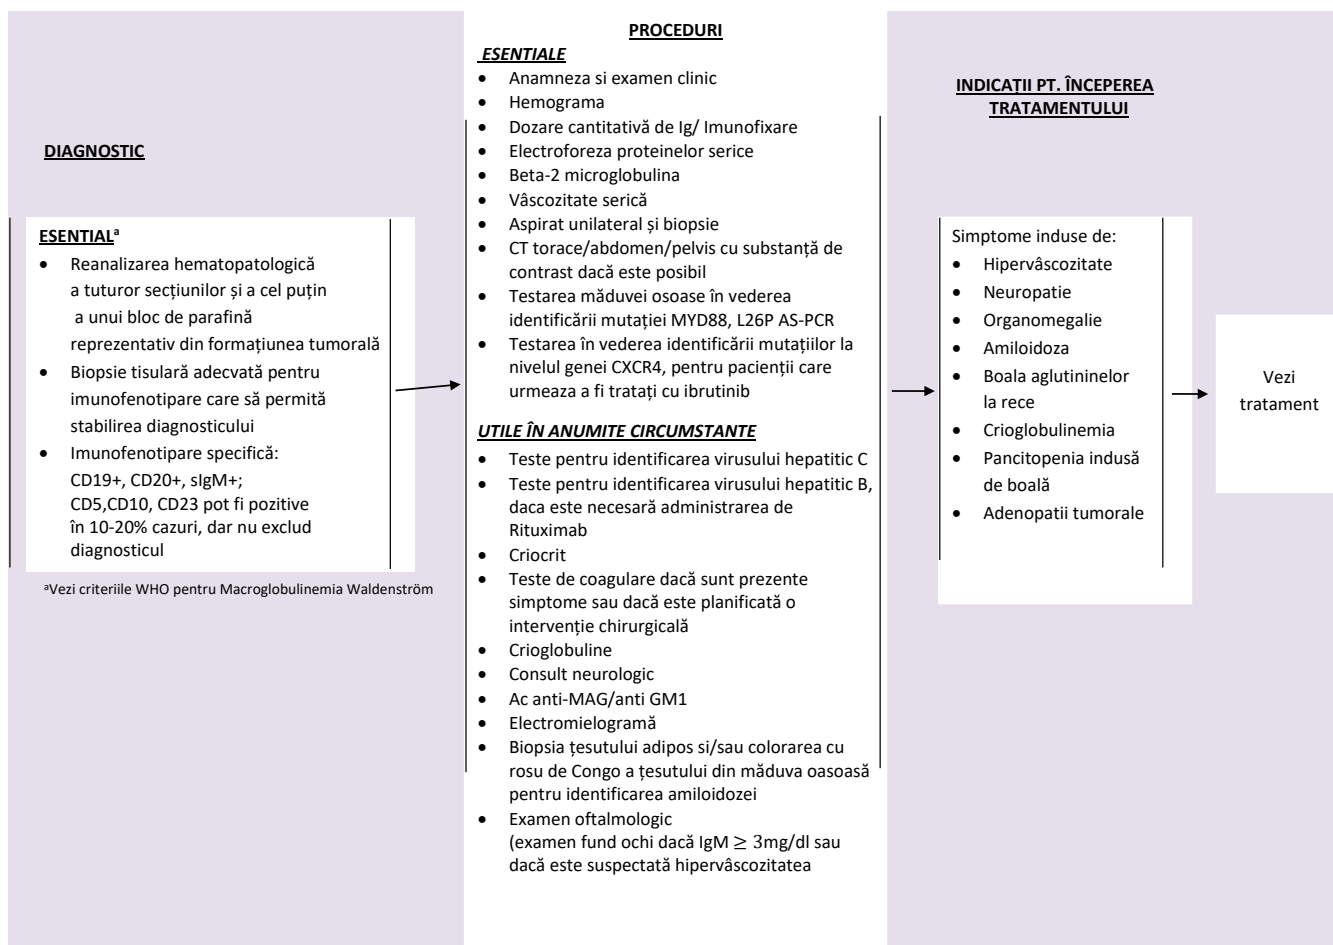 DIAGNOSTIC
ESENTIALᵃ
• Reanalizarea hematopatologică
a tuturor secțiunilor și a cel puțin
a unui bloc de parafină
reprezentativ din formațiunea tumorală
• Biopsie tisulară adecvată pentru
imunofenotipare care să permită
stabilirea diagnosticului
• Imunofenotipare specifică:
CD19+, CD20+, sIgM+;
CD5,CD10, CD23 pot fi pozitive
în 10-20% cazuri, dar nu exclud
diagnosticul
ᵃVezi criteriile WHO pentru Macroglobulinemia Waldenström
PROCEDURI
ESENTIALE
• Anamneza si examen clinic
• Hemograma
• Dozare cantitativă de Ig/ Imunofixare
• Electroforeza proteinelor serice
• Beta-2 microglobulina
• Vâscozitate serică
• Aspirat unilateral și biopsie
• CT torace/abdomen/pelvis cu substanță de
contrast dacă este posibil
• Testarea măduvei osoase în vederea
identificării mutației MYD88, L26P AS-PCR
• Testarea în vederea identificării mutațiilor la
nivelul genei CXCR4, pentru pacienții care
urmeaza a fi tratați cu ibrutinib
UTILE ÎN ANUMITE CIRCUMSTANTE
• Teste pentru identificarea virusului hepatitic C
• Teste pentru identificarea virusului hepatitic B,
daca este necesară administrarea de
Rituximab
• Criocrit
• Teste de coagulare dacă sunt prezente
simptome sau dacă este planificată o
intervenție chirurgicală
• Crioglobuline
• Consult neurologic
• Ac anti-MAG/anti GM1
• Electromielogramă
• Biopsia țesutului adipos si/sau colorarea cu
rosu de Congo a țesutului din măduva oasoasă
pentru identificarea amiloidozei
• Examen oftalmologic
(examen fund ochi dacă IgM ≥ 3mg/dl sau
dacă este suspectată hipervâscozitatea
INDICAȚII PT. ÎNCEPEREA
TRATAMENTULUI
Simptome induse de:
• Hipervâscozitate
• Neuropatie
• Organomegalie
• Amiloidoza
• Boala aglutininelor
la rece
• Crioglobulinemia
• Pancitopenia indusă
de boală
• Adenopatii tumorale
Vezi
tratament